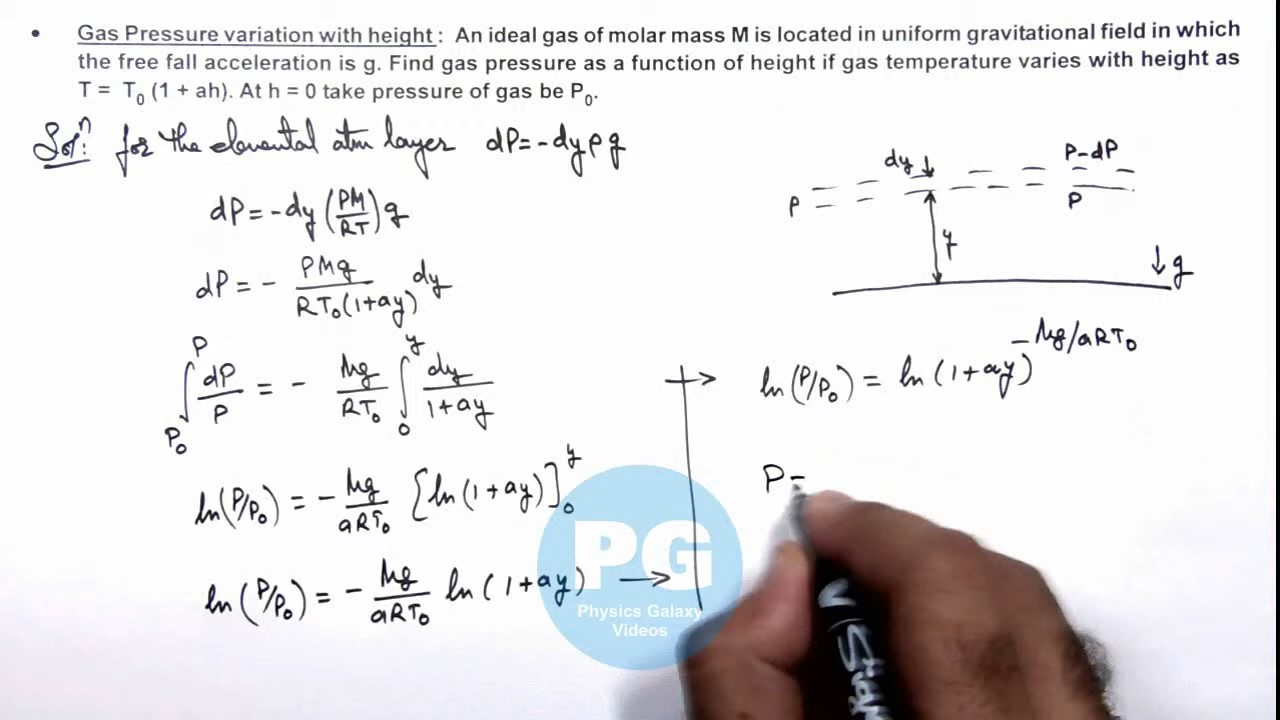 • Gas Pressure variation with height : An ideal gas of molar mass M is located in uniform gravitational field in which
the free fall acceleration is g. Find gas pressure as a function of height if gas temperature varies with height as
T = T₀ (1 + ah). At h = 0 take pressure of gas be P₀.
Solⁿ: for the elemental atm layer dP = -dyρg
dP = -dy (PM/RT) g
dP = - PMg/RT₀(1+ay) dy
∫_{P₀}^{P} dP/P = - Mg/RT₀ ∫_{0}^{y} dy/1+ay
ln(P/P₀) = - Mg/aRT₀ [ln(1+ay)]₀^y
ln(P/P₀) = - Mg/aRT₀ ln(1+ay) →
dy
P-dP
P
P
y
↓g
→ ln(P/P₀) = ln(1+ay)^{-Mg/aRT₀}
P=
PG
Physics Galaxy
Videos